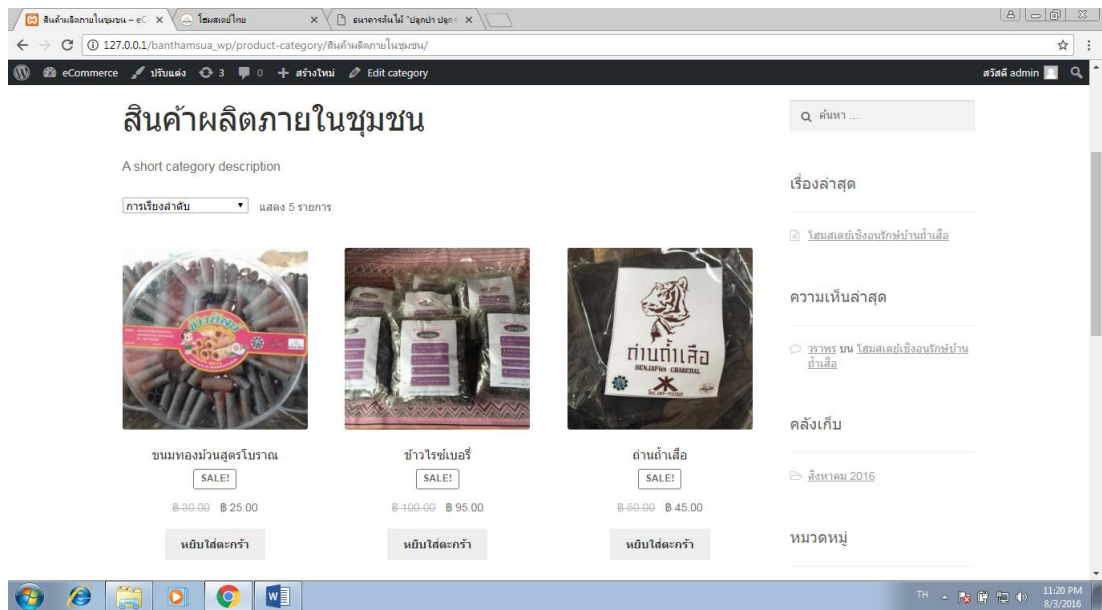 สินค้าผลิตภายในชุมชน – eC
โฮมสเตย์ไทย
ธนาคารต้นไม้ "ปลูกป่า ปลูก
127.0.0.1/banthamsua_wp/product-category/สินค้าผลิตภายในชุมชน/
eCommerce ปรับแต่ง 3 0 + สร้างใหม่ Edit category สวัสดี admin
สินค้าผลิตภายในชุมชน
A short category description
การเรียงลำดับ แสดง 5 รายการ
ถ่านถ้ำเสือ
BENJAPUN CHARCOAL
ขนมทองม้วนสูตรโบราณ
SALE!
฿ 30.00 ฿ 25.00
หยิบใส่ตะกร้า
ข้าวไรซ์เบอรี่
SALE!
฿ 100.00 ฿ 95.00
หยิบใส่ตะกร้า
ถ่านถ้ำเสือ
SALE!
฿ 50.00 ฿ 45.00
หยิบใส่ตะกร้า
ค้นหา ...
เรื่องล่าสุด
โฮมสเตย์เชิงอนุรักษ์บ้านถ้ำเสือ
ความเห็นล่าสุด
วราพร บน โฮมสเตย์เชิงอนุรักษ์บ้าน
ถ้ำเสือ
คลังเก็บ
สิงหาคม 2016
หมวดหมู่
TH
11:20 PM
8/3/2016